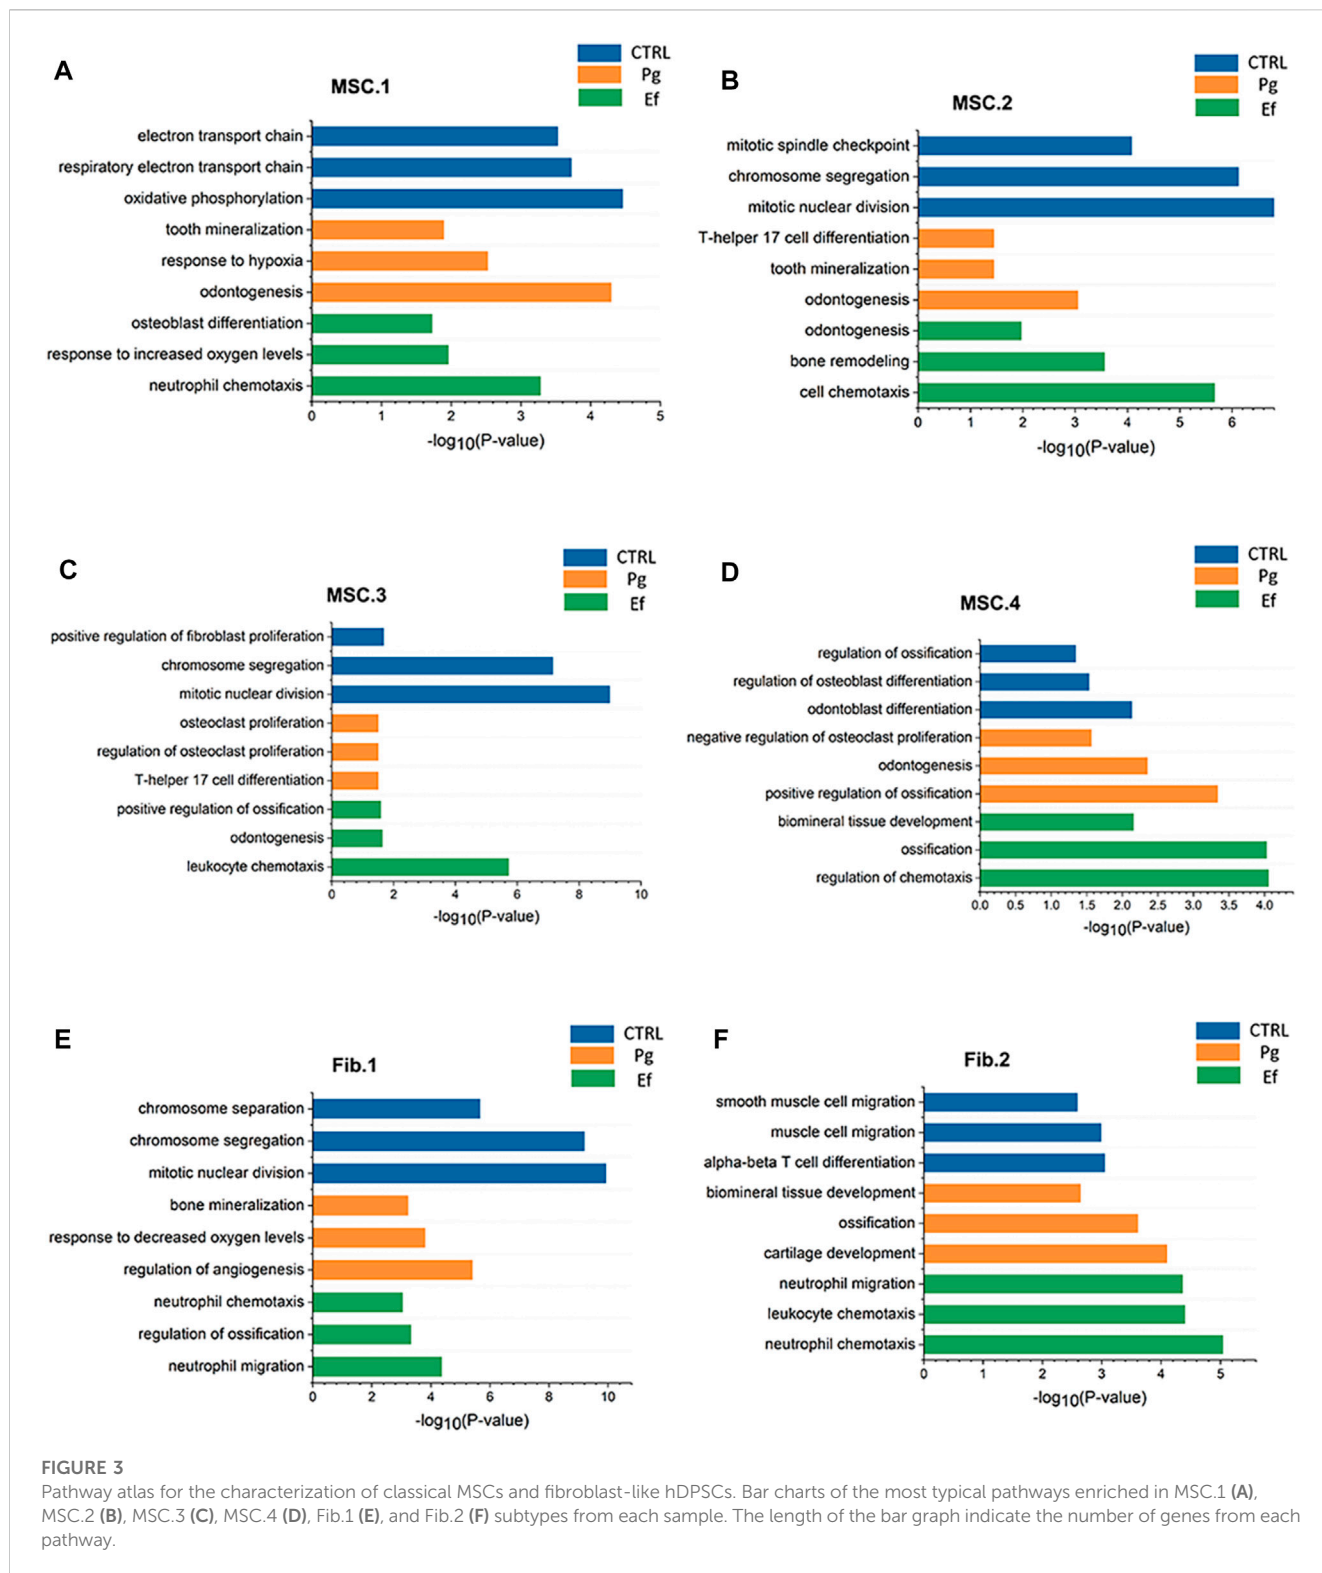 A
MSC.1
CTRL
Pg
Ef
electron transport chain
respiratory electron transport chain
oxidative phosphorylation
tooth mineralization
response to hypoxia
odontogenesis
osteoblast differentiation
response to increased oxygen levels
neutrophil chemotaxis
0 1 2 3 4 5
-log10(P-value)
B
MSC.2
CTRL
Pg
Ef
mitotic spindle checkpoint
chromosome segregation
mitotic nuclear division
T-helper 17 cell differentiation
tooth mineralization
odontogenesis
odontogenesis
bone remodeling
cell chemotaxis
0 1 2 3 4 5 6
-log10(P-value)
C
MSC.3
CTRL
Pg
Ef
positive regulation of fibroblast proliferation
chromosome segregation
mitotic nuclear division
osteoclast proliferation
regulation of osteoclast proliferation
T-helper 17 cell differentiation
positive regulation of ossification
odontogenesis
leukocyte chemotaxis
0 2 4 6 8 10
-log10(P-value)
D
MSC.4
CTRL
Pg
Ef
regulation of ossification
regulation of osteoblast differentiation
odontoblast differentiation
negative regulation of osteoclast proliferation
odontogenesis
positive regulation of ossification
biomineral tissue development
ossification
regulation of chemotaxis
0.0 0.5 1.0 1.5 2.0 2.5 3.0 3.5 4.0
-log10(P-value)
E
Fib.1
CTRL
Pg
Ef
chromosome separation
chromosome segregation
mitotic nuclear division
bone mineralization
response to decreased oxygen levels
regulation of angiogenesis
neutrophil chemotaxis
regulation of ossification
neutrophil migration
0 2 4 6 8 10
-log10(P-value)
F
Fib.2
CTRL
Pg
Ef
smooth muscle cell migration
muscle cell migration
alpha-beta T cell differentiation
biomineral tissue development
ossification
cartilage development
neutrophil migration
leukocyte chemotaxis
neutrophil chemotaxis
0 1 2 3 4 5
-log10(P-value)
FIGURE 3
Pathway atlas for the characterization of classical MSCs and fibroblast-like hDPSCs. Bar charts of the most typical pathways enriched in MSC.1 (A),
MSC.2 (B), MSC.3 (C), MSC.4 (D), Fib.1 (E), and Fib.2 (F) subtypes from each sample. The length of the bar graph indicate the number of genes from each
pathway.